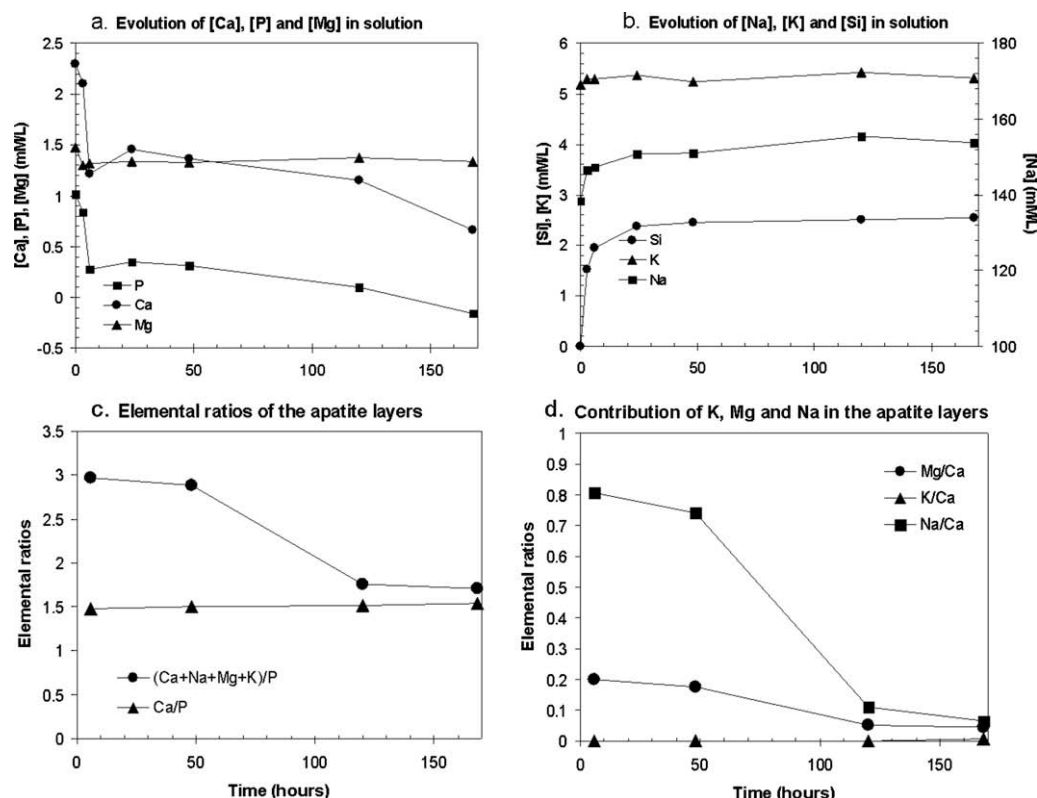 a. Evolution of [Ca], [P] and [Mg] in solution
[Ca], [P], [Mg] (mM/L)
2.5
2
1.5
1
0.5
0
-0.5
P
Ca
Mg
0
50
100
150
b. Evolution of [Na], [K] and [Si] in solution
[Si], [K] (mM/L)
6
5
4
3
2
1
0
Si
K
Na
180
160
140
120
100
[Na] (mM/L)
0
50
100
150
c. Elemental ratios of the apatite layers
Elemental ratios
3.5
3
2.5
2
1.5
1
0.5
0
(Ca+Na+Mg+K)/P
Ca/P
0
50
100
150
Time (hours)
d. Contribution of K, Mg and Na in the apatite layers
Elemental ratios
1
0.9
0.8
0.7
0.6
0.5
0.4
0.3
0.2
0.1
0
Mg/Ca
K/Ca
Na/Ca
0
50
100
150
Time (hours)